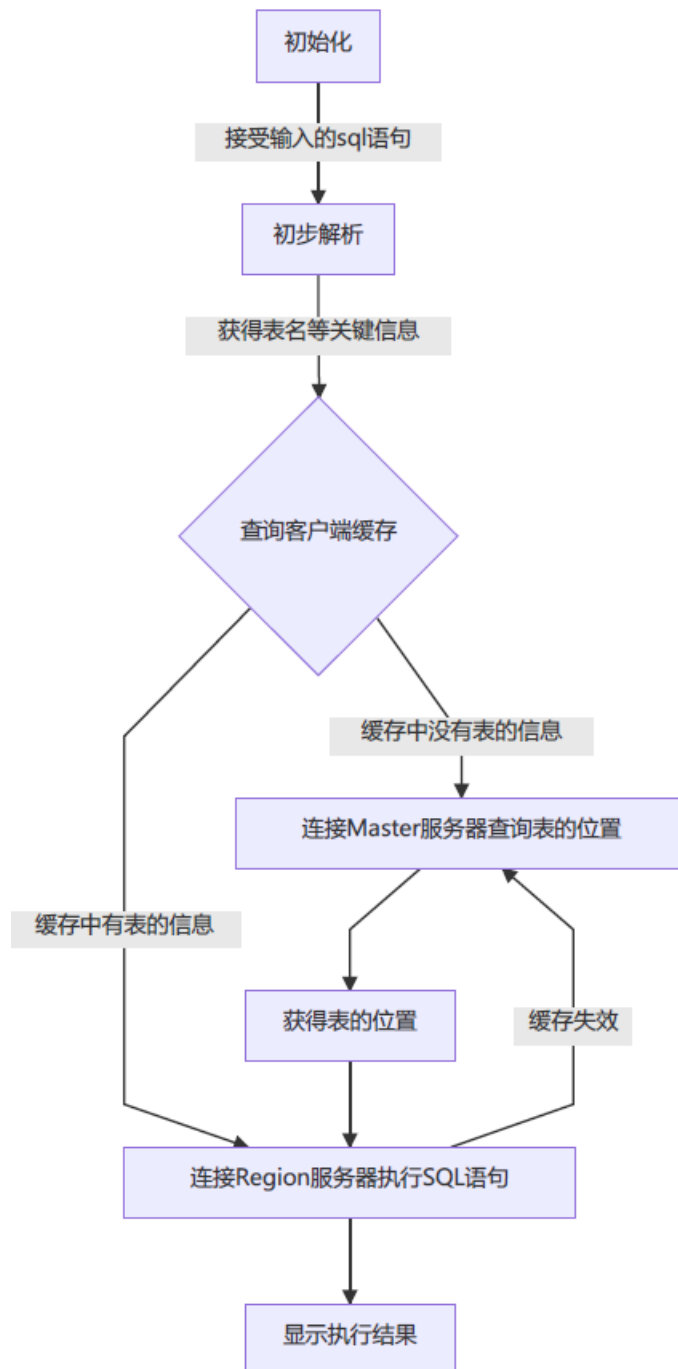 初始化
接受输入的sql语句
初步解析
获得表名等关键信息
查询客户端缓存
缓存中没有表的信息
连接Master服务器查询表的位置
缓存中有表的信息
获得表的位置
缓存失效
连接Region服务器执行SQL语句
显示执行结果